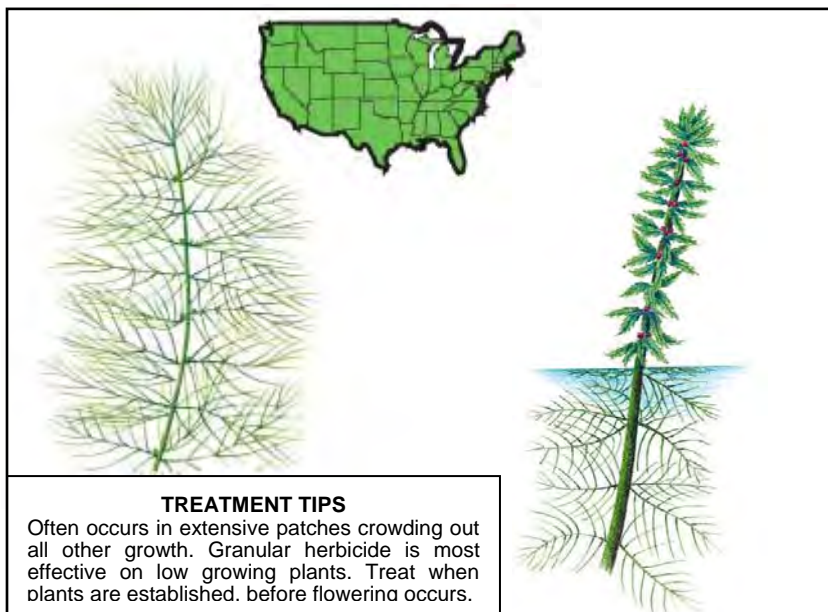 TREATMENT TIPS
Often occurs in extensive patches crowding out
all other growth. Granular herbicide is most
effective on low growing plants. Treat when
plants are established, before flowering occurs.